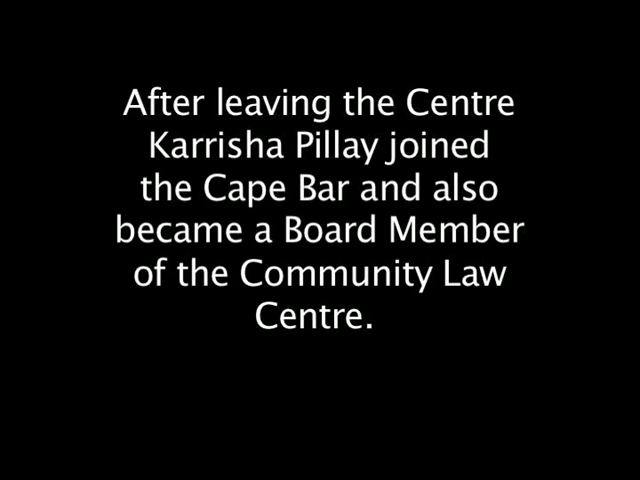 After leaving the Centre
Karrisha Pillay joined
the Cape Bar and also
became a Board Member
of the Community Law
Centre.